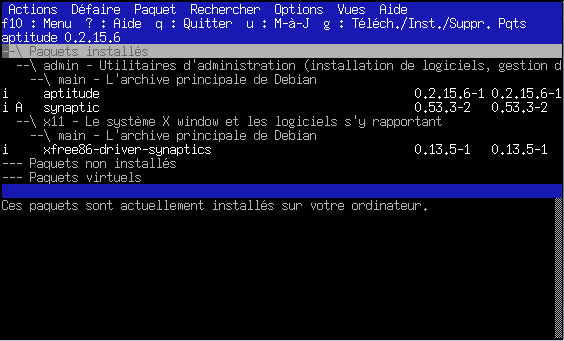 Actions Défaire Paquet Rechercher Options Vues Aide
f10 : Menu ? : Aide q : Quitter u : M-à-J g : Téléch./Inst./Suppr. Pqts
aptitude 0.2.15.6
--\ Paquets installés
--\ admin - Utilitaires d'administration (installation de logiciels, gestion d
--\ main - L'archive principale de Debian
i aptitude 0.2.15.6-1 0.2.15.6-1
i A synaptic 0.53.3-2 0.53.3-2
--\ x11 - Le système X window et les logiciels s'y rapportant
--\ main - L'archive principale de Debian
i xfree86-driver-synaptics 0.13.5-1 0.13.5-1
--- Paquets non installés
--- Paquets virtuels
Ces paquets sont actuellement installés sur votre ordinateur.